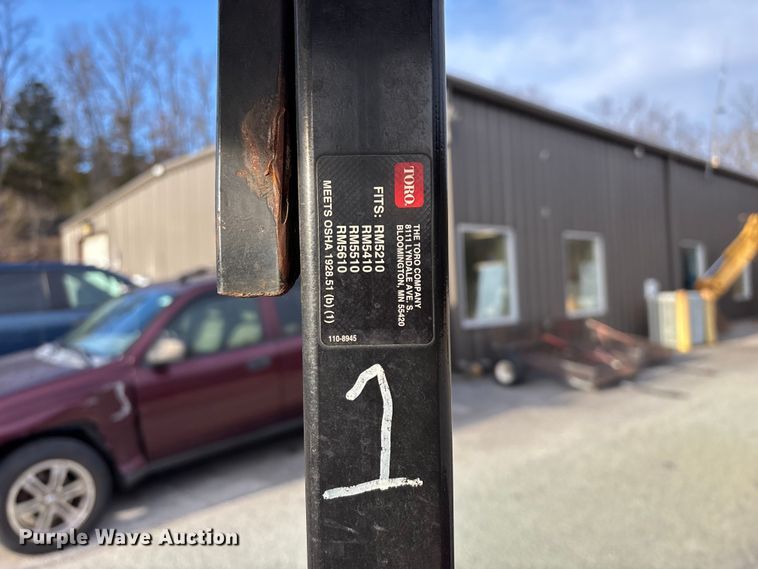 TORO.
THE TORO COMPANY
8111 LYNDALE AVE. S.
BLOOMINGTON, MN 55420
FITS: RM5210
RM5410
RM5510
RM5610
MEETS OSHA 1928.51 (b) (1)
110-8945
1
Purple Wave Auction